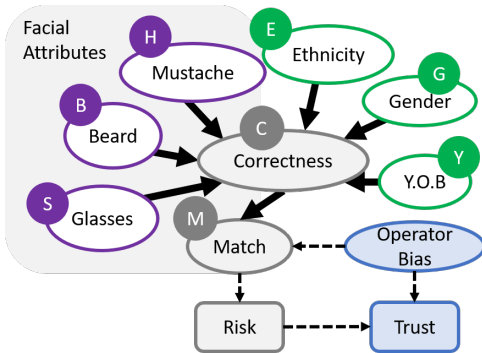 Facial
Attributes
H
Mustache
E
Ethnicity
G
Gender
B
Beard
C
Correctness
Y
Y.O.B
S
Glasses
M
Match
Operator
Bias
Risk
Trust